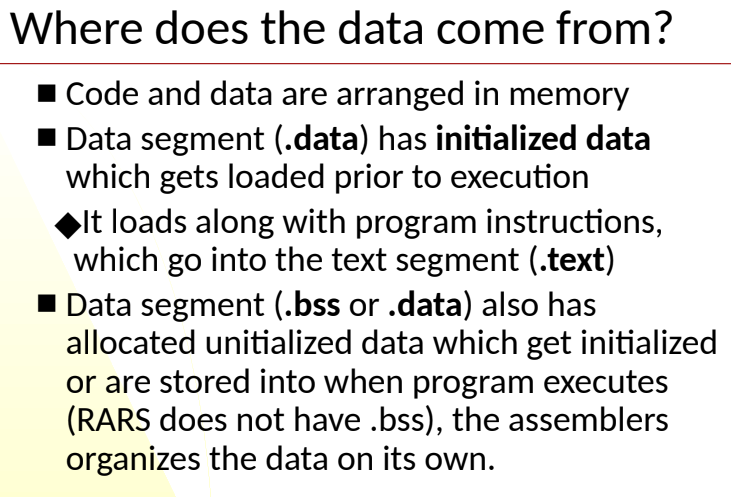 Where does the data come from?
■ Code and data are arranged in memory
■ Data segment (.data) has initialized data
which gets loaded prior to execution
◆It loads along with program instructions,
which go into the text segment (.text)
■ Data segment (.bss or .data) also has
allocated unitialized data which get initialized
or are stored into when program executes
(RARS does not have .bss), the assemblers
organizes the data on its own.